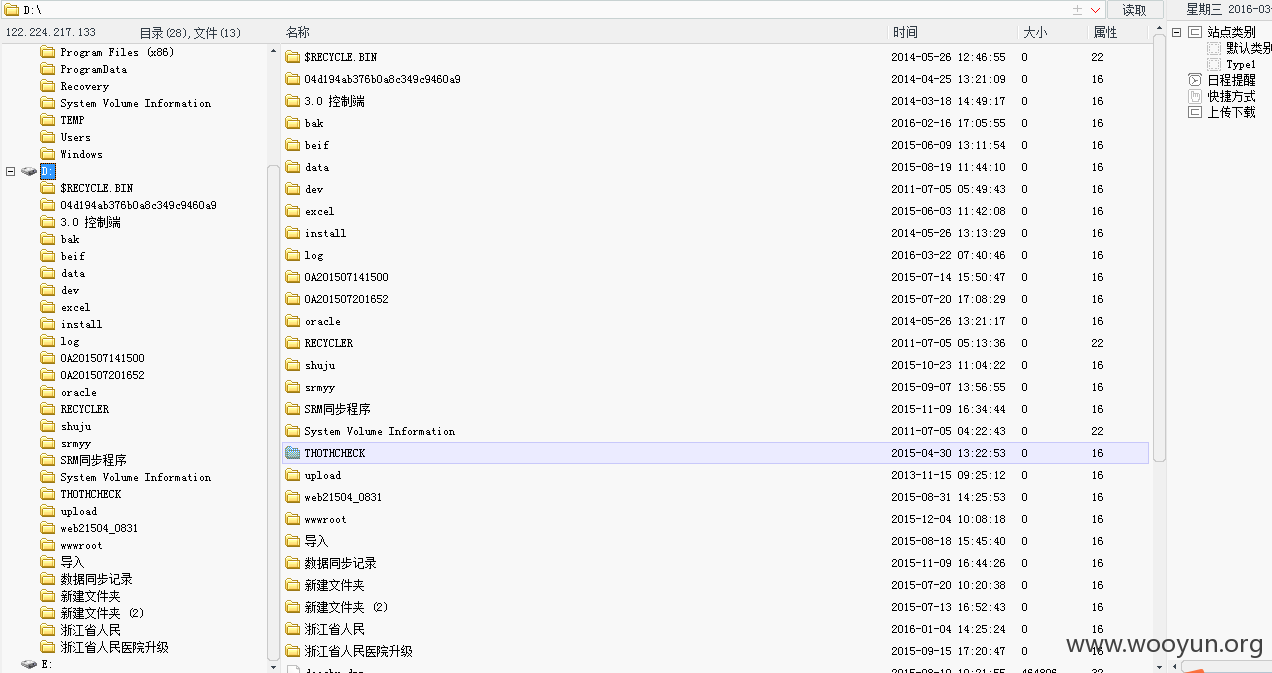 D:\ 读取 星期三 2016-03
122.224.217.133 目录(28),文件(13) 名称 时间 大小 属性 站点类别
默认类别
Type1
日程提醒
快捷方式
上传下载
Program Files (x86)
ProgramData
Recovery
System Volume Information
TEMP
Users
Windows
D:
$RECYCLE.BIN
04d194ab376b0a8c349c9460a9
3.0 控制端
bak
beif
data
dev
excel
install
log
OA201507141500
OA201507201652
oracle
RECYCLER
shuju
srmyy
SRM同步程序
System Volume Information
THOTHCHECK
upload
web21504_0831
wwwroot
导入
数据同步记录
新建文件夹
新建文件夹 (2)
浙江省人民
浙江省人民医院升级
E:
$RECYCLE.BIN 2014-05-26 12:46:55 0 22
04d194ab376b0a8c349c9460a9 2014-04-25 13:21:09 0 16
3.0 控制端 2014-03-18 14:49:17 0 16
bak 2016-02-16 17:05:55 0 16
beif 2015-06-09 13:11:54 0 16
data 2015-08-19 11:44:10 0 16
dev 2011-07-05 05:49:43 0 16
excel 2015-06-03 11:42:08 0 16
install 2014-05-26 13:13:29 0 16
log 2016-03-22 07:40:46 0 16
OA201507141500 2015-07-14 15:50:47 0 16
OA201507201652 2015-07-20 17:08:29 0 16
oracle 2014-05-26 13:21:17 0 16
RECYCLER 2011-07-05 05:13:36 0 22
shuju 2015-10-23 11:04:22 0 16
srmyy 2015-09-07 13:56:55 0 16
SRM同步程序 2015-11-09 16:34:44 0 16
System Volume Information 2011-07-05 04:22:43 0 22
THOTHCHECK 2015-04-30 13:22:53 0 16
upload 2013-11-15 09:25:12 0 16
web21504_0831 2015-08-31 14:25:53 0 16
wwwroot 2015-12-04 10:08:18 0 16
导入 2015-08-18 15:45:40 0 16
数据同步记录 2015-11-09 16:44:26 0 16
新建文件夹 2015-07-20 10:20:38 0 16
新建文件夹 (2) 2015-07-13 16:52:43 0 16
浙江省人民 2016-01-04 14:25:24 0 16
浙江省人民医院升级 2015-09-15 17:20:47 0 16
www.wooyun.org